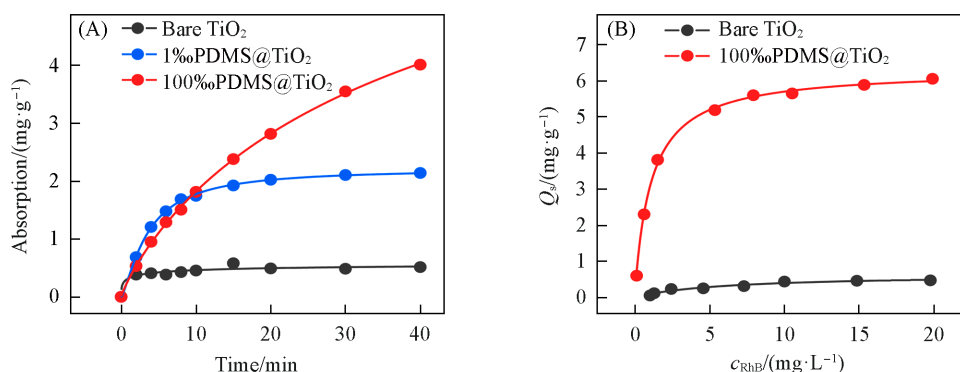 (A)
Bare TiO₂
1‰PDMS@TiO₂
100‰PDMS@TiO₂
Absorption/(mg·g⁻¹)
4
3
2
1
0
0 10 20 30 40
Time/min
(B)
Bare TiO₂
100‰PDMS@TiO₂
Qₛ/(mg·g⁻¹)
7
6
5
4
3
2
1
0
0 5 10 15 20
c_RhB/(mg·L⁻¹)